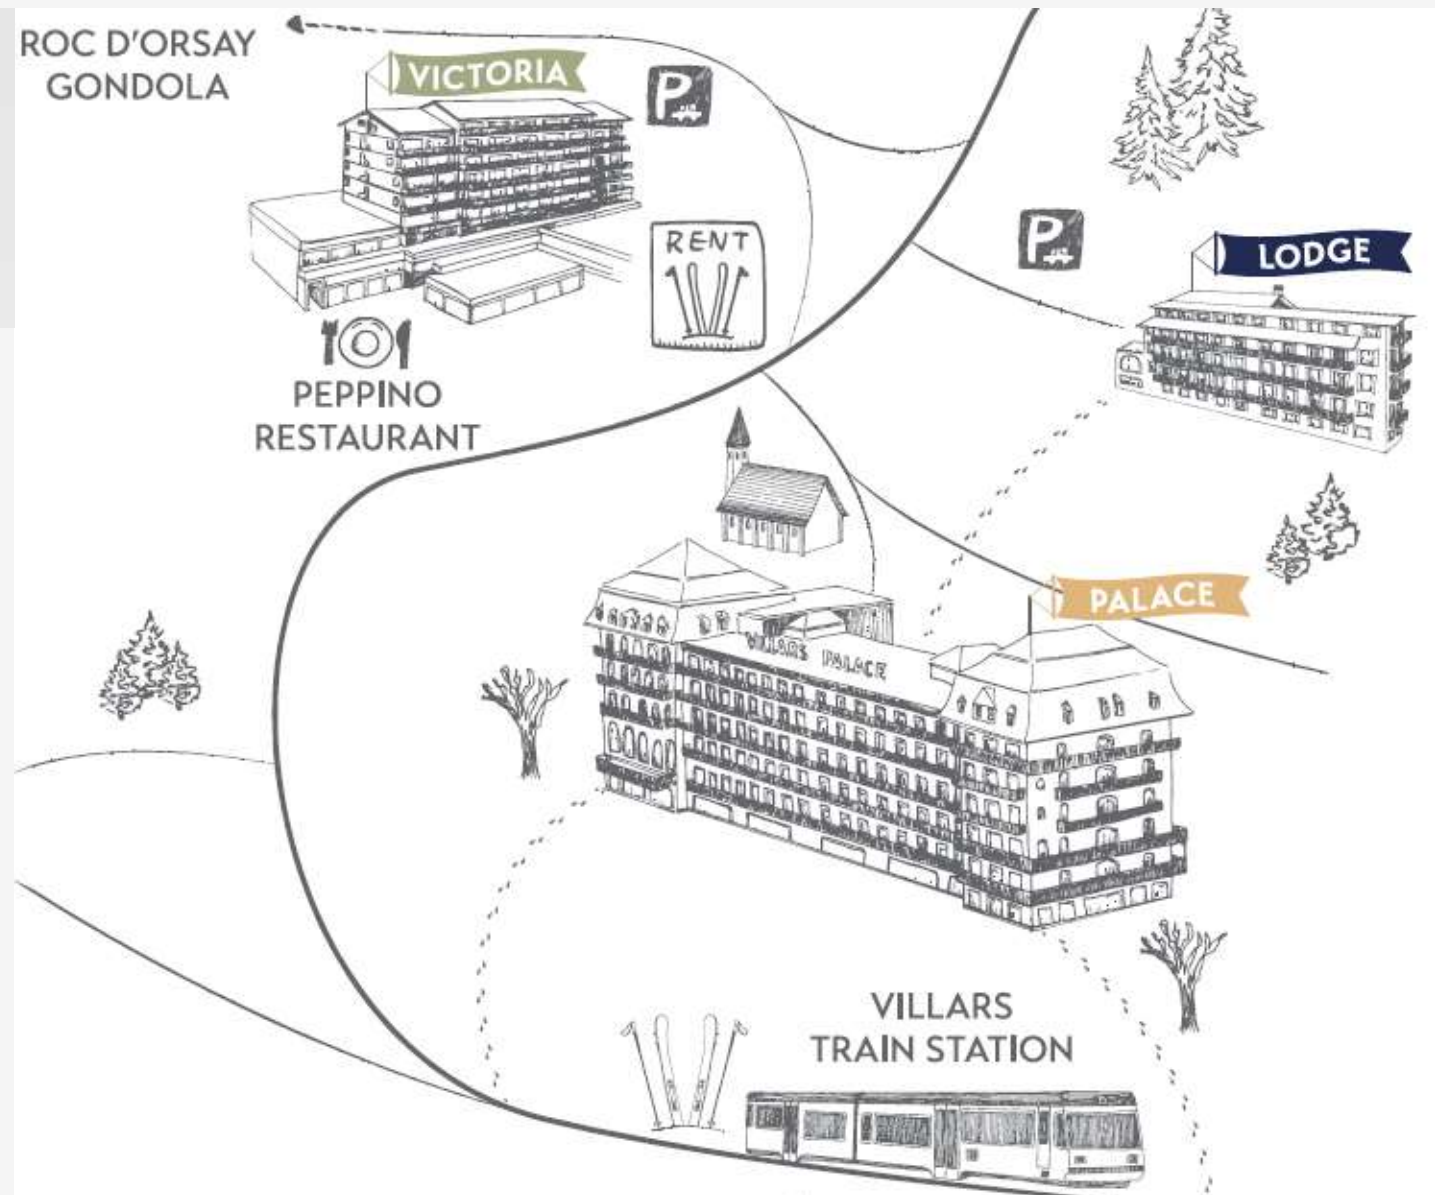 ROC D'ORSAY
GONDOLA
VICTORIA
P
RENT
P
LODGE
PEPPINO
RESTAURANT
PALACE
VILLARS PALACE
VILLARS
TRAIN STATION